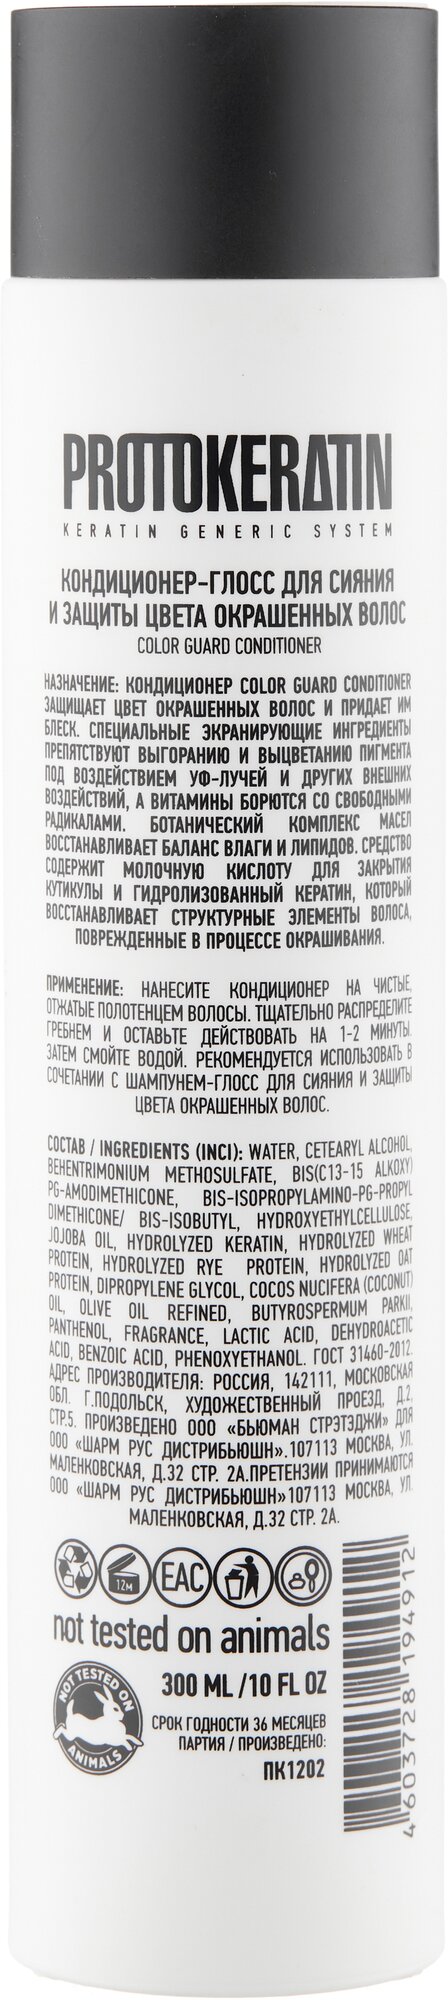 PROTOKERATIN
KERATIN GENERIC SYSTEM
КОНДИЦИОНЕР-ГЛОСС ДЛЯ СИЯНИЯ
И ЗАЩИТЫ ЦВЕТА ОКРАШЕННЫХ ВОЛОС
COLOR GUARD CONDITIONER
НАЗНАЧЕНИЕ: КОНДИЦИОНЕР COLOR GUARD CONDITIONER
ЗАЩИЩАЕТ ЦВЕТ ОКРАШЕННЫХ ВОЛОС И ПРИДАЕТ ИМ
БЛЕСК. СПЕЦИАЛЬНЫЕ ЭКРАНИРУЮЩИЕ ИНГРЕДИЕНТЫ
ПРЕПЯТСТВУЮТ ВЫГОРАНИЮ И ВЫЦВЕТАНИЮ ПИГМЕНТА
ПОД ВОЗДЕЙСТВИЕМ УФ-ЛУЧЕЙ И ДРУГИХ ВНЕШНИХ
ВОЗДЕЙСТВИЙ, А ВИТАМИНЫ БОРЮТСЯ СО СВОБОДНЫМИ
РАДИКАЛАМИ. БОТАНИЧЕСКИЙ КОМПЛЕКС МАСЕЛ
ВОССТАНАВЛИВАЕТ БАЛАНС ВЛАГИ И ЛИПИДОВ. СРЕДСТВО
СОДЕРЖИТ МОЛОЧНУЮ КИСЛОТУ ДЛЯ ЗАКРЫТИЯ
КУТИКУЛЫ И ГИДРОЛИЗОВАННЫЙ КЕРАТИН, КОТОРЫЙ
ВОССТАНАВЛИВАЕТ СТРУКТУРНЫЕ ЭЛЕМЕНТЫ ВОЛОСА,
ПОВРЕЖДЕННЫЕ В ПРОЦЕССЕ ОКРАШИВАНИЯ.
ПРИМЕНЕНИЕ: НАНЕСИТЕ КОНДИЦИОНЕР НА ЧИСТЫЕ,
ОТЖАТЫЕ ПОЛОТЕНЦЕМ ВОЛОСЫ. ТЩАТЕЛЬНО РАСПРЕДЕЛИТЕ
ГРЕБНЕМ И ОСТАВЬТЕ ДЕЙСТВОВАТЬ НА 1-2 МИНУТЫ.
ЗАТЕМ СМОЙТЕ ВОДОЙ. РЕКОМЕНДУЕТСЯ ИСПОЛЬЗОВАТЬ В
СОЧЕТАНИИ С ШАМПУНЕМ-ГЛОСС ДЛЯ СИЯНИЯ И ЗАЩИТЫ
ЦВЕТА ОКРАШЕННЫХ ВОЛОС.
СОСТАВ / INGREDIENTS (INCI): WATER, CETEARYL ALCOHOL,
BEHENTRIMONIUM METHOSULFATE, BIS(C13-15 ALKOXY)
PG-AMODIMETHICONE, BIS-ISOPROPYLAMINO-PG-PROPYL
DIMETHICONE/ BIS-ISOBUTYL, HYDROXYETHYLCELLULOSE,
JOJOBA OIL, HYDROLYZED KERATIN, HYDROLYZED WHEAT
PROTEIN, HYDROLYZED RYE PROTEIN, HYDROLYZED OAT
PROTEIN, DIPROPYLENE GLYCOL, COCOS NUCIFERA (COCONUT)
OIL, OLIVE OIL REFINED, BUTYROSPERMUM PARKII,
PANTHENOL, FRAGRANCE, LACTIC ACID, DEHYDROACETIC
ACID, BENZOIC ACID, PHENOXYETHANOL. ГОСТ 31460-2012.
АДРЕС ПРОИЗВОДИТЕЛЯ: РОССИЯ, 142111, МОСКОВСКАЯ
ОБЛ. Г.ПОДОЛЬСК, ХУДОЖЕСТВЕННЫЙ ПРОЕЗД, Д.2,
СТР.5. ПРОИЗВЕДЕНО ООО «БЬЮМАН СТРЭТЭДЖИ» ДЛЯ
ООО «ШАРМ РУС ДИСТРИБЬЮШН».107113 МОСКВА, УЛ.
МАЛЕНКОВСКАЯ, Д.32 СТР. 2А.ПРЕТЕНЗИИ ПРИНИМАЮТСЯ
ООО «ШАРМ РУС ДИСТРИБЬЮШН»107113 МОСКВА, УЛ.
МАЛЕНКОВСКАЯ, Д.32 СТР. 2А.
12М
EAC
not tested on animals
NOT TESTED ON
ANIMALS
300 ML /10 FL OZ
СРОК ГОДНОСТИ 36 МЕСЯЦЕВ
ПАРТИЯ / ПРОИЗВЕДЕНО:
ПК1202
4 603728 194912